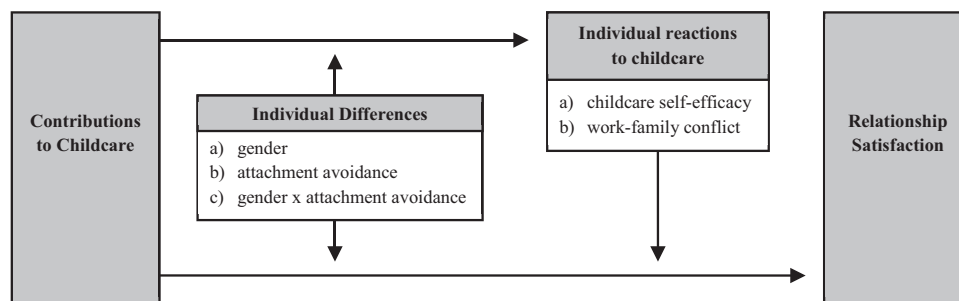 Contributions
to Childcare
Individual Differences
a) gender
b) attachment avoidance
c) gender x attachment avoidance
Individual reactions
to childcare
a) childcare self-efficacy
b) work-family conflict
Relationship
Satisfaction